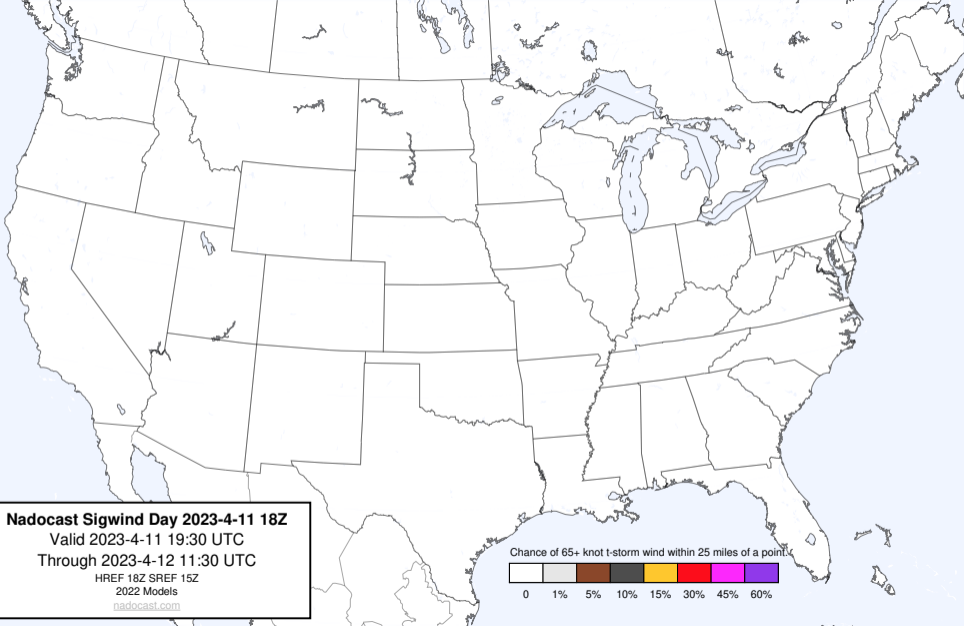 Nadocast Sigwind Day 2023-4-11 18Z
Valid 2023-4-11 19:30 UTC
Through 2023-4-12 11:30 UTC
HREF 18Z SREF 15Z
2022 Models
nadocast.com
Chance of 65+ knot t-storm wind within 25 miles of a point.
0 1% 5% 10% 15% 30% 45% 60%